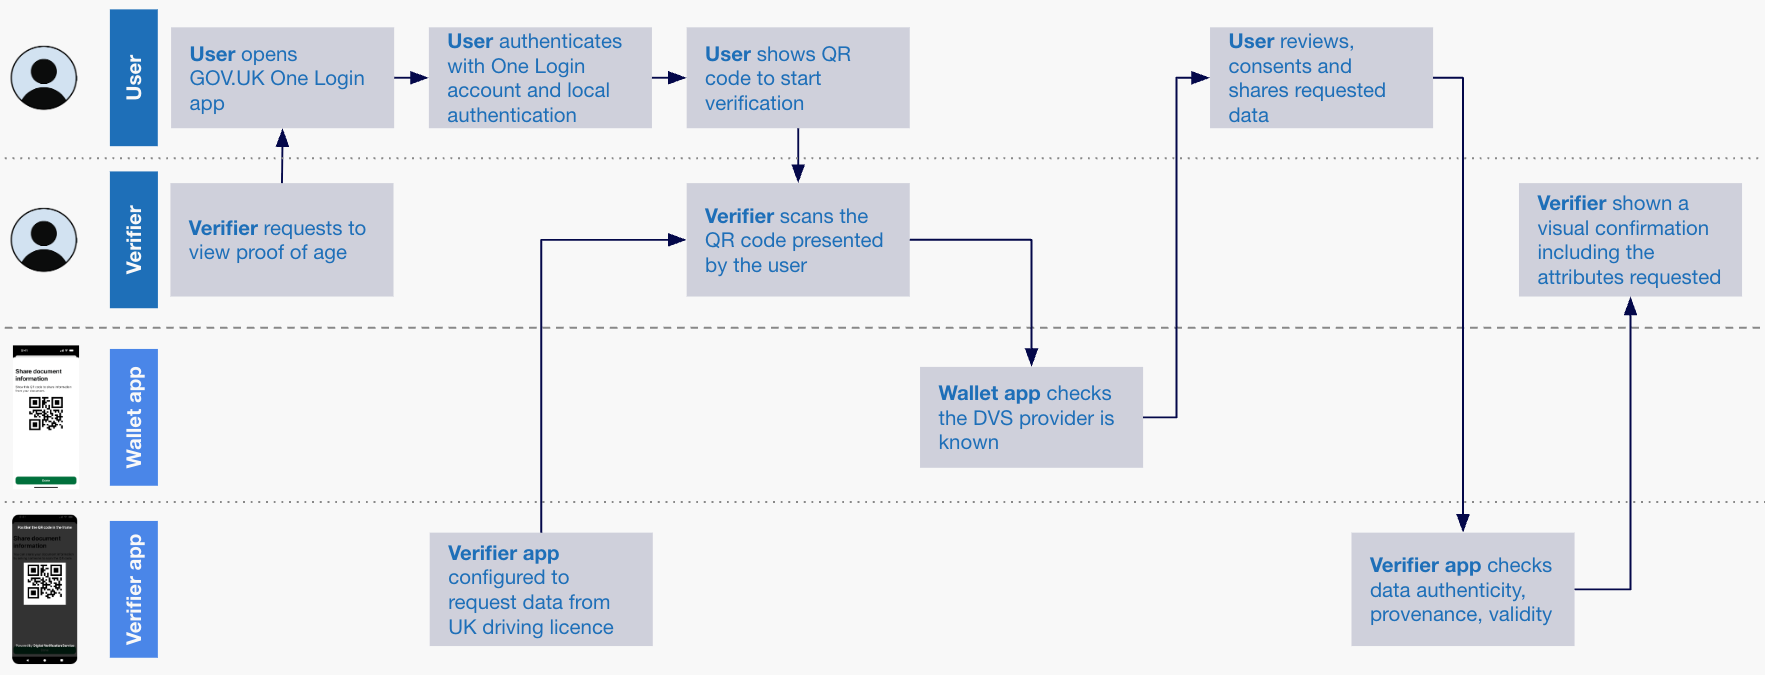 User
User opens
GOV.UK One Login
app
User authenticates
with One Login
account and local
authentication
User shows QR
code to start
verification
User reviews,
consents and
shares requested
data
Verifier
Verifier requests to
view proof of age
Verifier scans the
QR code presented
by the user
Verifier shown a
visual confirmation
including the
attributes requested
Share document
information
Wallet app
Wallet app checks
the DVS provider is
known
Share document
information
Verifier app
Verifier app
configured to
request data from
UK driving licence
Verifier app checks
data authenticity,
provenance, validity